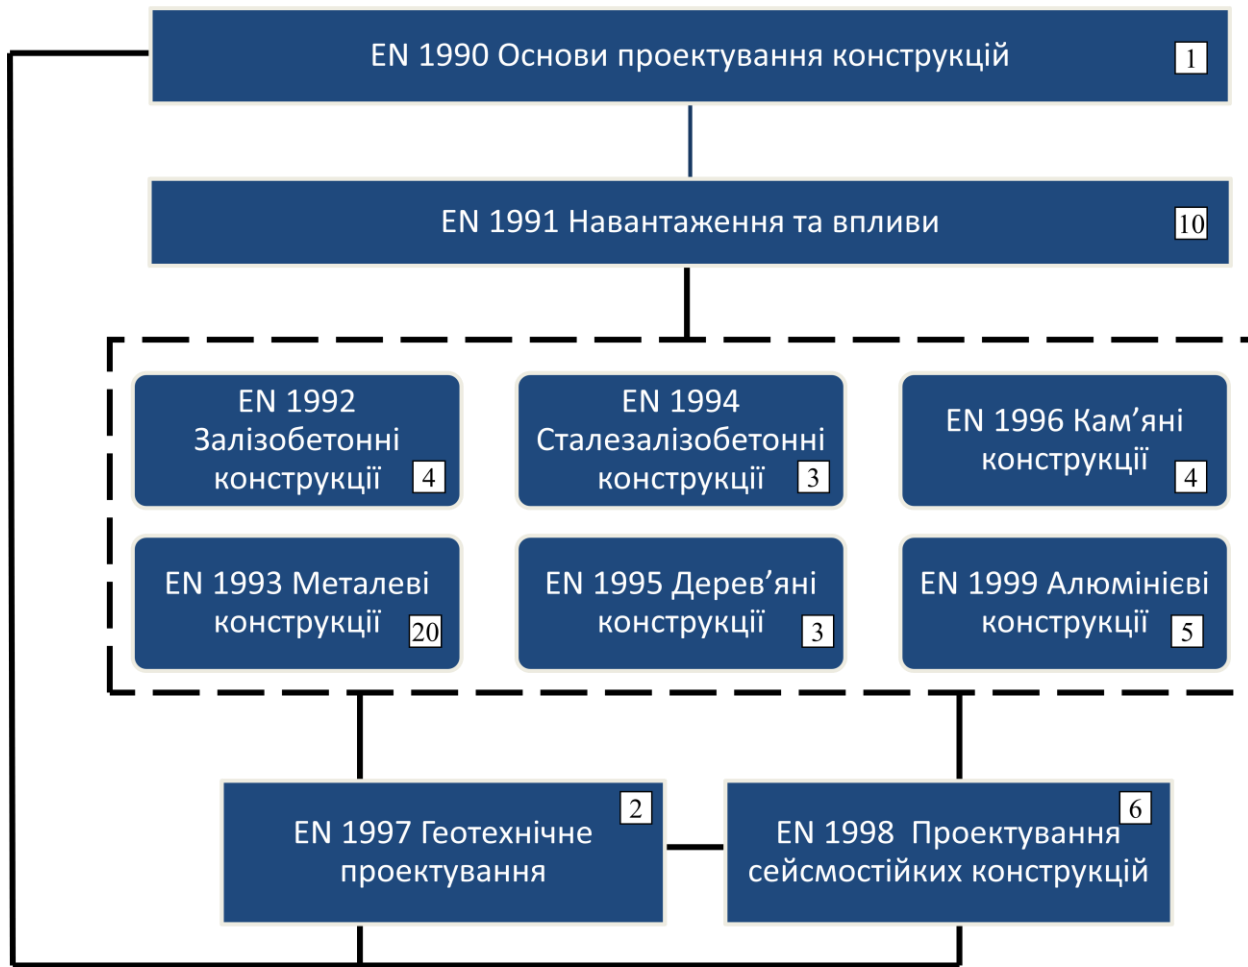 EN 1990 Основи проектування конструкцій
1
EN 1991 Навантаження та впливи
10
EN 1992
Залізобетонні
конструкції
4
EN 1994
Сталезалізобетонні
конструкції
3
EN 1996 Кам’яні
конструкції
4
EN 1993 Металеві
конструкції
20
EN 1995 Дерев’яні
конструкції
3
EN 1999 Алюмінієві
конструкції
5
2
EN 1997 Геотехнічне
проектування
6
EN 1998 Проектування
сейсмостійких конструкцій